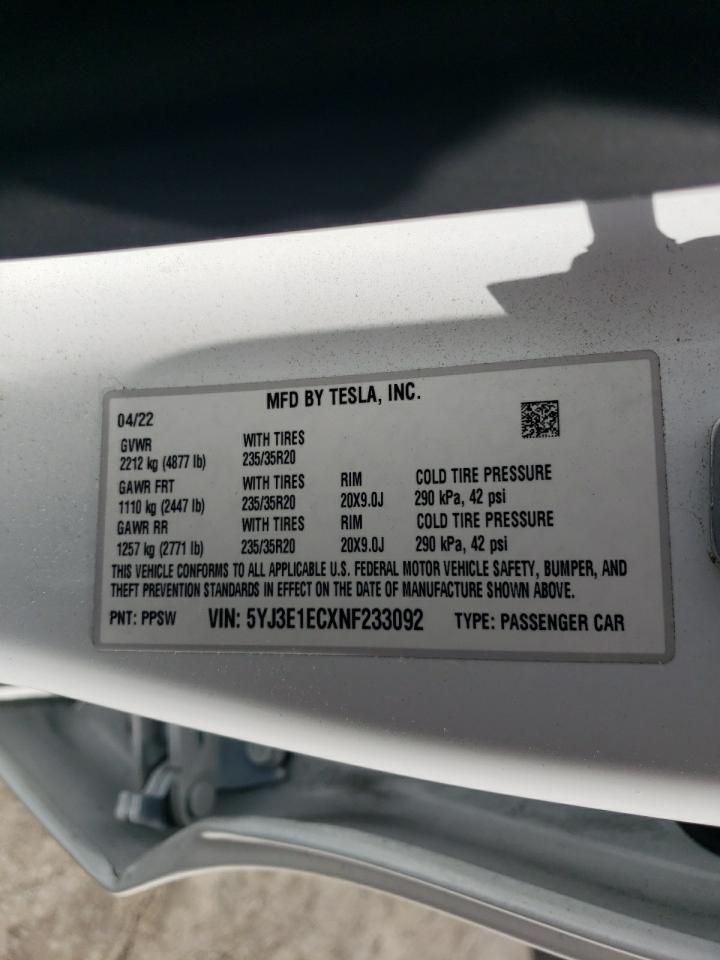 MFD BY TESLA, INC.
04/22
GVWR WITH TIRES
2212 kg (4877 lb) 235/35R20
GAWR FRT WITH TIRES RIM COLD TIRE PRESSURE
1110 kg (2447 lb) 235/35R20 20X9.0J 290 kPa, 42 psi
GAWR RR WITH TIRES RIM COLD TIRE PRESSURE
1257 kg (2771 lb) 235/35R20 20X9.0J 290 kPa, 42 psi
THIS VEHICLE CONFORMS TO ALL APPLICABLE U.S. FEDERAL MOTOR VEHICLE SAFETY, BUMPER, AND
THEFT PREVENTION STANDARDS IN EFFECT ON THE DATE OF MANUFACTURE SHOWN ABOVE.
PNT: PPSW VIN: 5YJ3E1ECXNF233092 TYPE: PASSENGER CAR